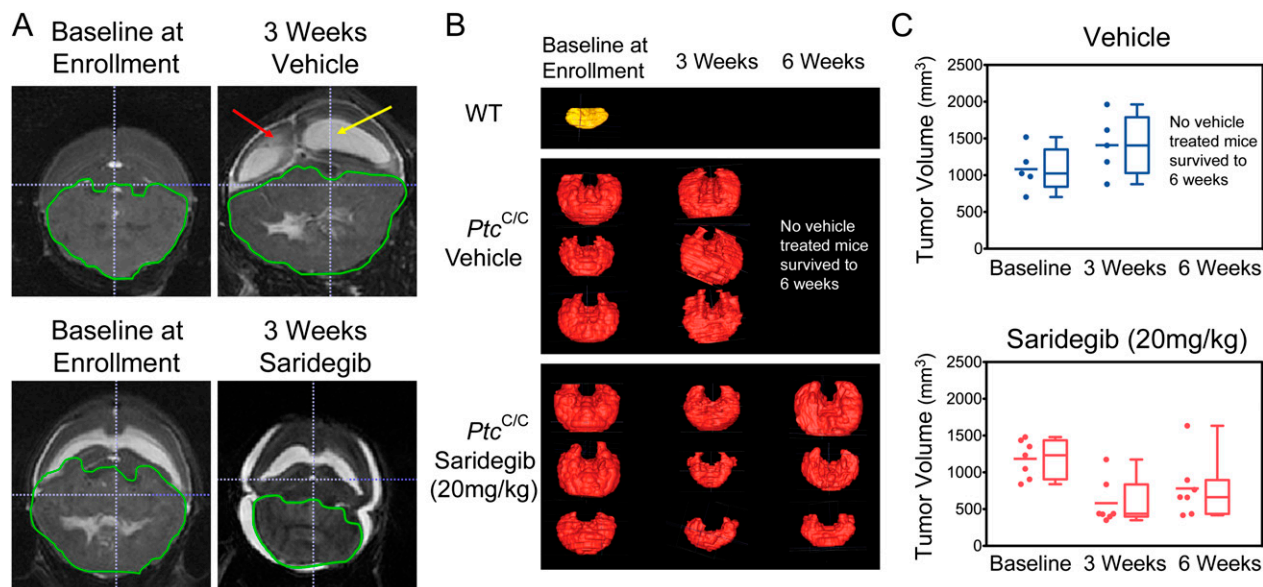 A
Baseline at
Enrollment
3 Weeks
Vehicle
Baseline at
Enrollment
3 Weeks
Saridegib
B
Baseline at
Enrollment
3 Weeks
6 Weeks
WT
Ptc^C/C
Vehicle
No vehicle
treated mice
survived to
6 weeks
Ptc^C/C
Saridegib
(20mg/kg)
C
Vehicle
Tumor Volume (mm³)
2500
2000
1500
1000
500
0
No vehicle
treated mice
survived to
6 weeks
Baseline 3 Weeks 6 Weeks
Saridegib (20mg/kg)
Tumor Volume (mm³)
2500
2000
1500
1000
500
0
Baseline 3 Weeks 6 Weeks